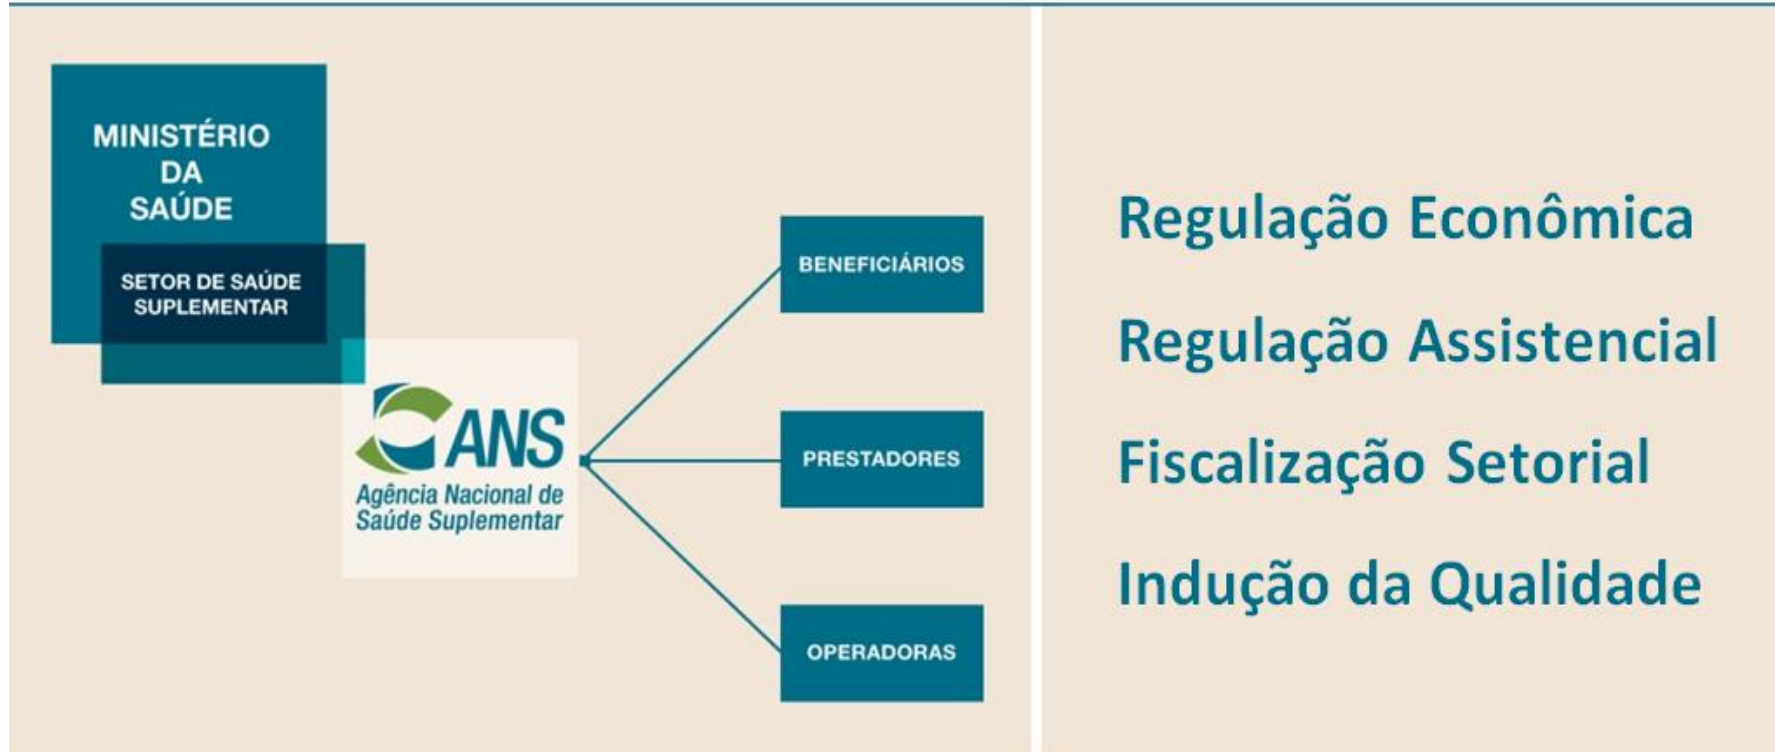 MINISTÉRIO
DA
SAÚDE
SETOR DE SAÚDE
SUPLEMENTAR
ANS
Agência Nacional de
Saúde Suplementar
BENEFICIÁRIOS
PRESTADORES
OPERADORAS
Regulação Econômica
Regulação Assistencial
Fiscalização Setorial
Indução da Qualidade